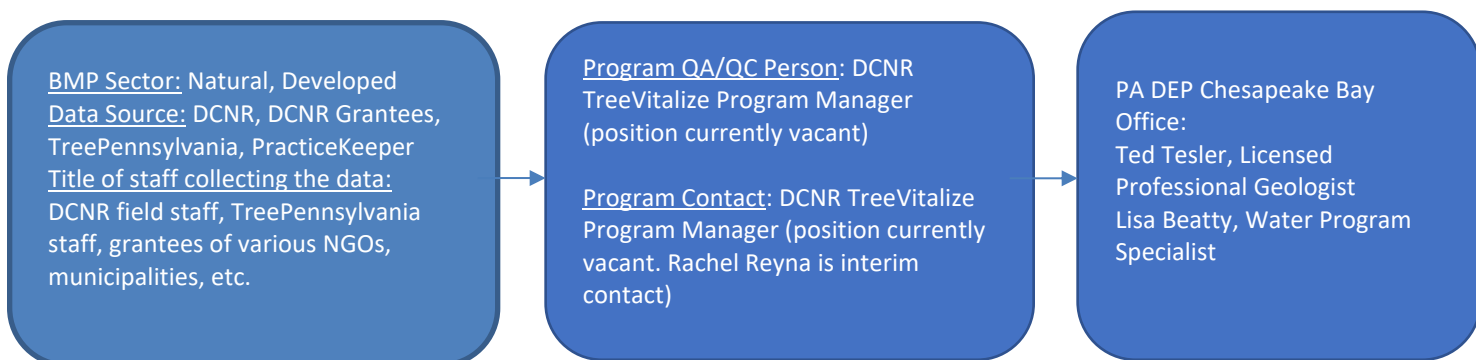 BMP Sector: Natural, Developed
Data Source: DCNR, DCNR Grantees,
TreePennsylvania, PracticeKeeper
Title of staff collecting the data:
DCNR field staff, TreePennsylvania
staff, grantees of various NGOs,
municipalities, etc.
Program QA/QC Person: DCNR
TreeVitalize Program Manager
(position currently vacant)
Program Contact: DCNR TreeVitalize
Program Manager (position currently
vacant. Rachel Reyna is interim
contact)
PA DEP Chesapeake Bay
Office:
Ted Tesler, Licensed
Professional Geologist
Lisa Beatty, Water Program
Specialist